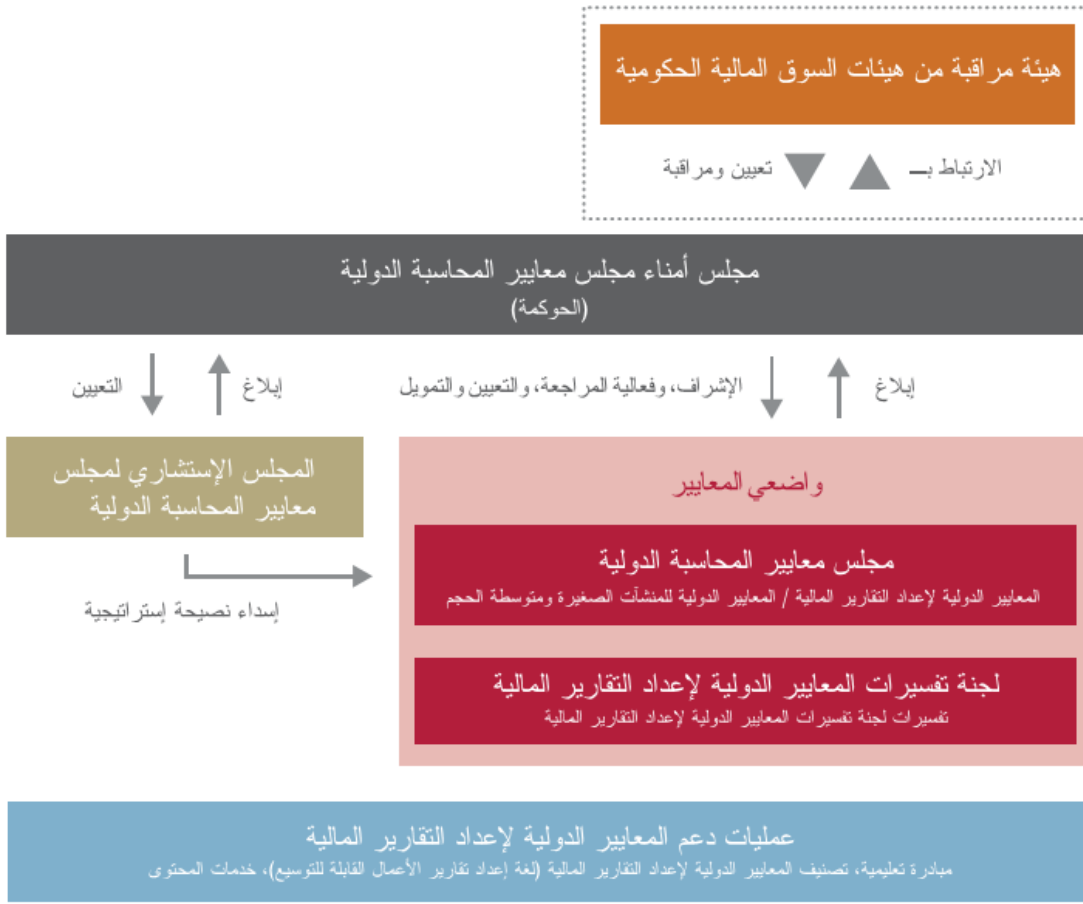 هيئة مراقبة من هيئات السوق المالية الحكومية
الارتباط بـ
تعيين ومراقبة
مجلس أمناء مجلس معايير المحاسبة الدولية
(الحوكمة)
إبلاغ
الإشراف، وفعالية المراجعة، والتعيين والتمويل
إبلاغ
التعيين
واضعي المعايير
مجلس معايير المحاسبة الدولية
المعايير الدولية لإعداد التقارير المالية / المعايير الدولية للمنشآت الصغيرة ومتوسطة الحجم
لجنة تفسيرات المعايير الدولية لإعداد التقارير المالية
تفسيرات لجنة تفسيرات المعايير الدولية لإعداد التقارير المالية
المجلس الإستشاري لمجلس
معايير المحاسبة الدولية
إسداء نصيحة إستراتيجية
عمليات دعم المعايير الدولية لإعداد التقارير المالية
مبادرة تعليمية، تصنيف المعايير الدولية لإعداد التقارير المالية (لغة إعداد تقارير الأعمال القابلة للتوسيع)، خدمات المحتوى